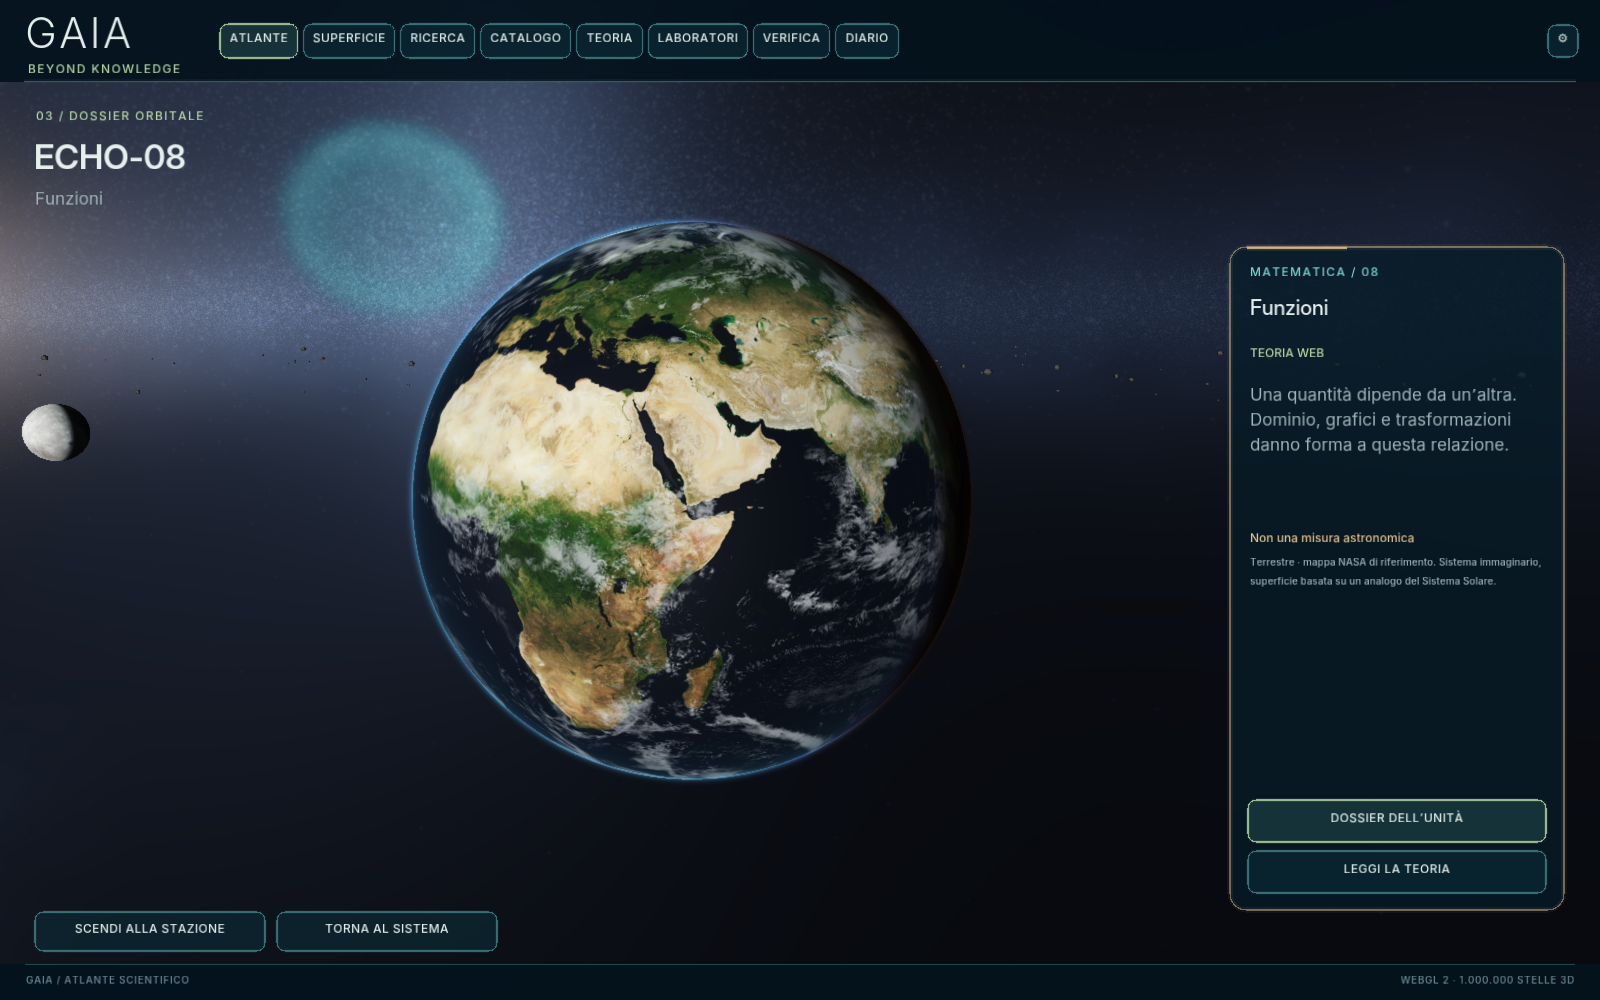 GAIA
BEYOND KNOWLEDGE
ATLANTE
SUPERFICIE
RICERCA
CATALOGO
TEORIA
LABORATORI
VERIFICA
DIARIO
03 / DOSSIER ORBITALE
ECHO-08
Funzioni
MATEMATICA / 08
Funzioni
TEORIA WEB
Una quantità dipende da un’altra.
Dominio, grafici e trasformazioni
danno forma a questa relazione.
Non una misura astronomica
Terrestre · mappa NASA di riferimento. Sistema immaginario,
superficie basata su un analogo del Sistema Solare.
DOSSIER DELL’UNITÀ
LEGGI LA TEORIA
SCENDI ALLA STAZIONE
TORNA AL SISTEMA
GAIA / ATLANTE SCIENTIFICO
WEBGL 2 · 1.000.000 STELLE 3D